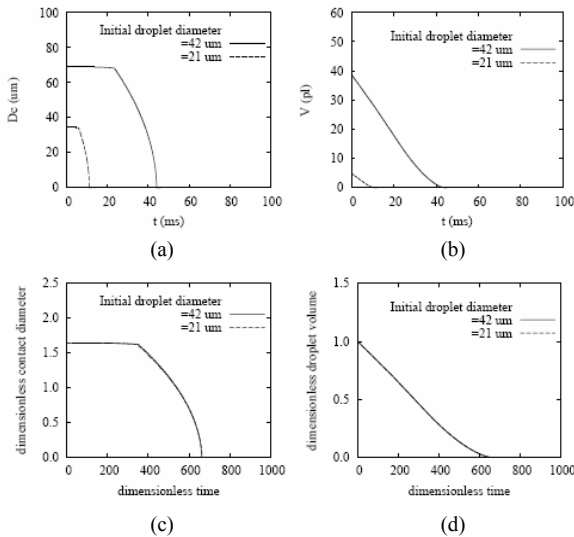 100
80
60
40
20
0
Dc (um)
Initial droplet diameter
=42 um
=21 um
0 20 40 60 80 100
t (ms)
(a)
60
50
40
30
20
10
0
V (pl)
Initial droplet diameter
=42 um
=21 um
0 20 40 60 80 100
t (ms)
(b)
2.5
2.0
1.5
1.0
0.5
0.0
dimensionless contact diameter
Initial droplet diameter
=42 um
=21 um
0 200 400 600 800 1000
dimensionless time
(c)
1.5
1.0
0.5
0.0
dimensionless droplet volume
Initial droplet diameter
=42 um
=21 um
0 200 400 600 800 1000
dimensionless time
(d)